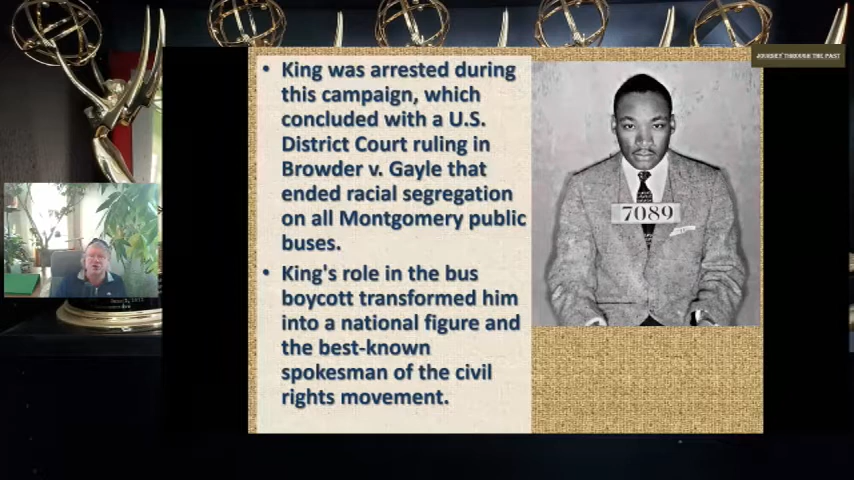 JOURNEY THROUGH THE PAST
• King was arrested during
this campaign, which
concluded with a U.S.
District Court ruling in
Browder v. Gayle that
ended racial segregation
on all Montgomery public
buses.
• King's role in the bus
boycott transformed him
into a national figure and
the best-known
spokesman of the civil
rights movement.
7089